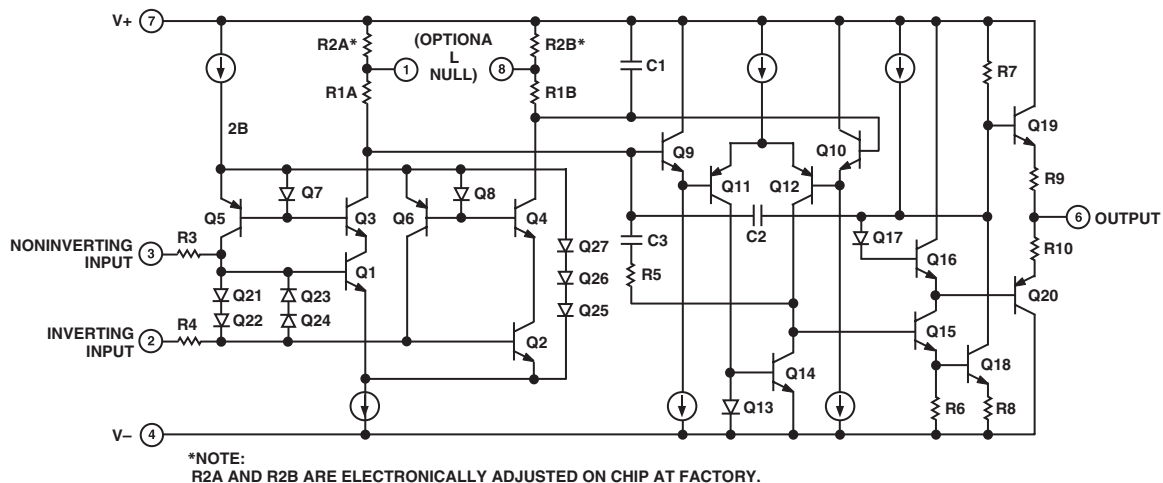 V+ 7
R2A*
(OPTIONA
L
NULL)
R2B*
1
8
R1A
R1B
C1
R7
2B
Q19
Q9
Q10
Q7
Q8
Q11
Q12
R9
Q5
Q3
Q6
Q4
6 OUTPUT
C2
NONINVERTING
INPUT
3
R3
Q27
C3
Q17
Q16
R10
Q1
Q26
R5
Q20
Q21
Q23
Q25
Q22
Q24
INVERTING
INPUT
2
R4
Q2
Q15
Q14
Q18
Q13
R6
R8
V– 4
*NOTE:
R2A AND R2B ARE ELECTRONICALLY ADJUSTED ON CHIP AT FACTORY.